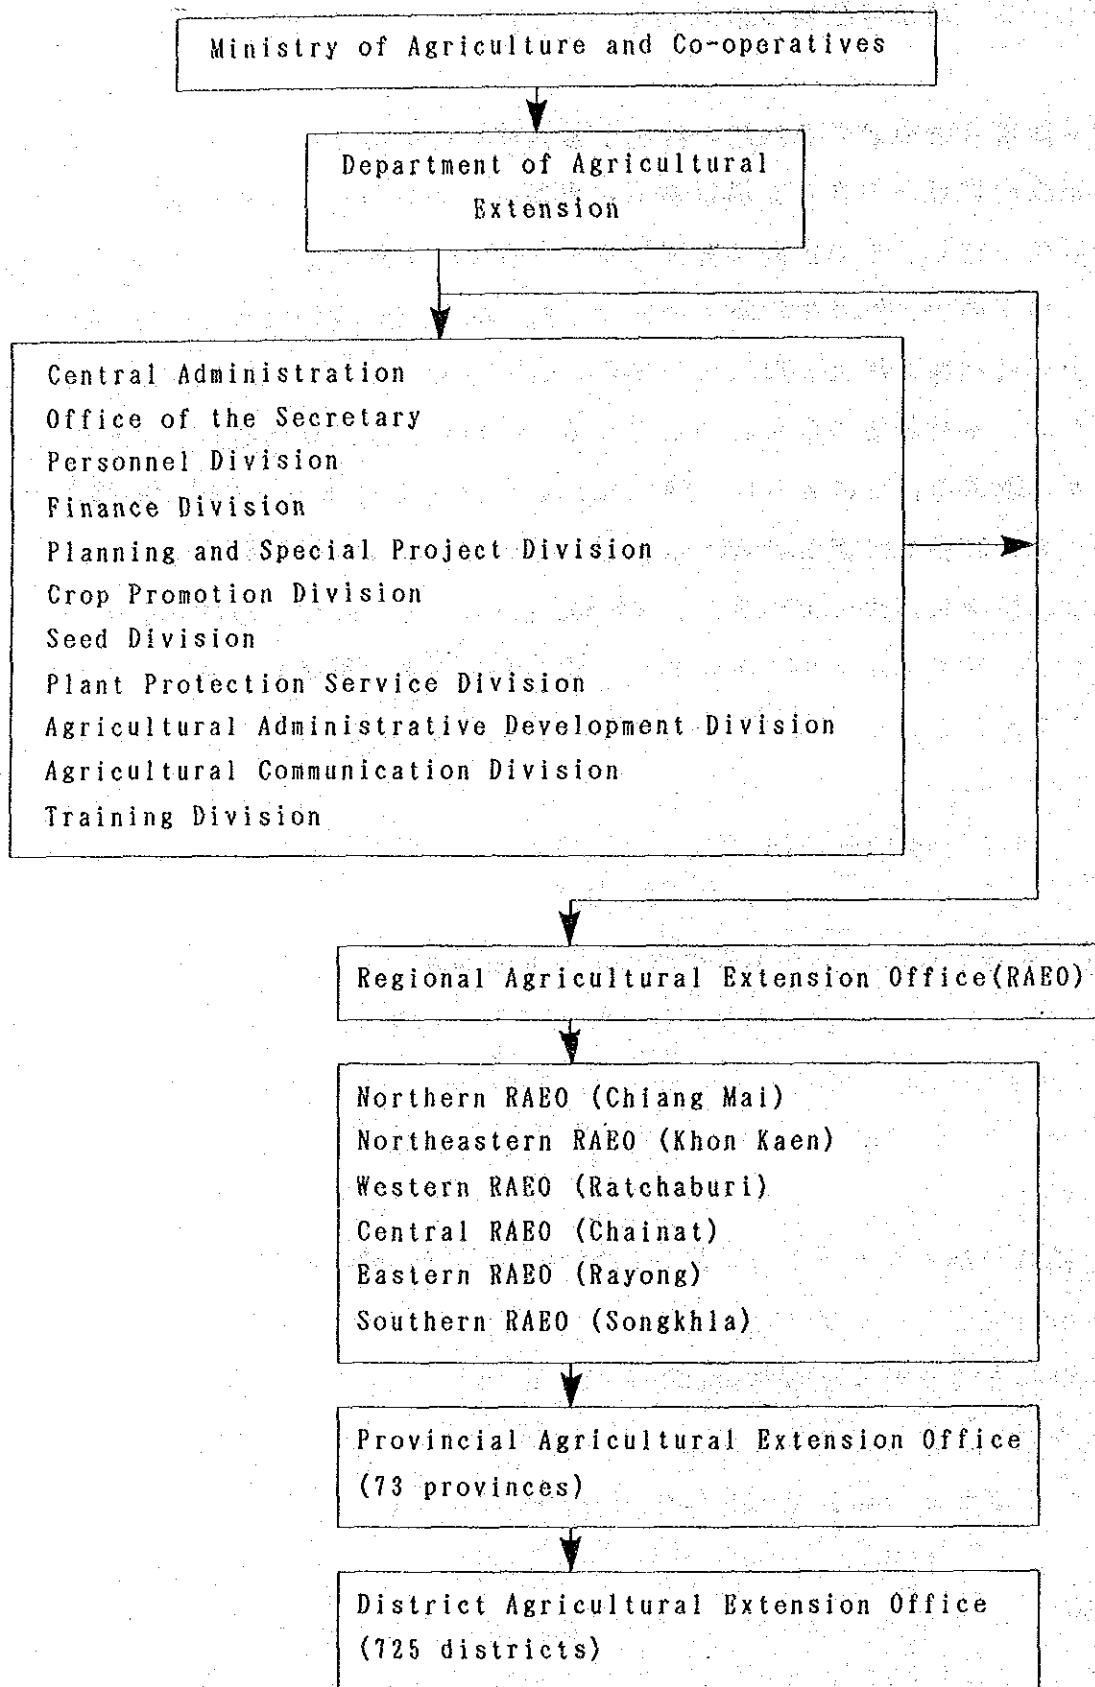 Ministry of Agriculture and Co-operatives
Department of Agricultural
Extension
Central Administration
Office of the Secretary
Personnel Division
Finance Division
Planning and Special Project Division
Crop Promotion Division
Seed Division
Plant Protection Service Division
Agricultural Administrative Development Division
Agricultural Communication Division
Training Division
Regional Agricultural Extension Office(RAEO)
Northern RAEO (Chiang Mai)
Northeastern RAEO (Khon Kaen)
Western RAEO (Ratchaburi)
Central RAEO (Chainat)
Eastern RAEO (Rayong)
Southern RAEO (Songkhla)
Provincial Agricultural Extension Office
(73 provinces)
District Agricultural Extension Office
(725 districts)